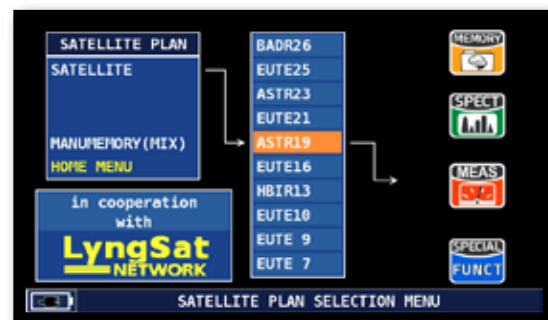 SATELLITE PLAN
SATELLITE
MANUMEMORY(MIX)
HOME MENU
in cooperation
with
LyngSat
NETWORK
BADR26
EUTE25
ASTR23
EUTE21
ASTR19
EUTE16
HBIR13
EUTE10
EUTE 9
EUTE 7
MEMORY
SPECT
MEAS
SPECIAL
FUNCT
SATELLITE PLAN SELECTION MENU